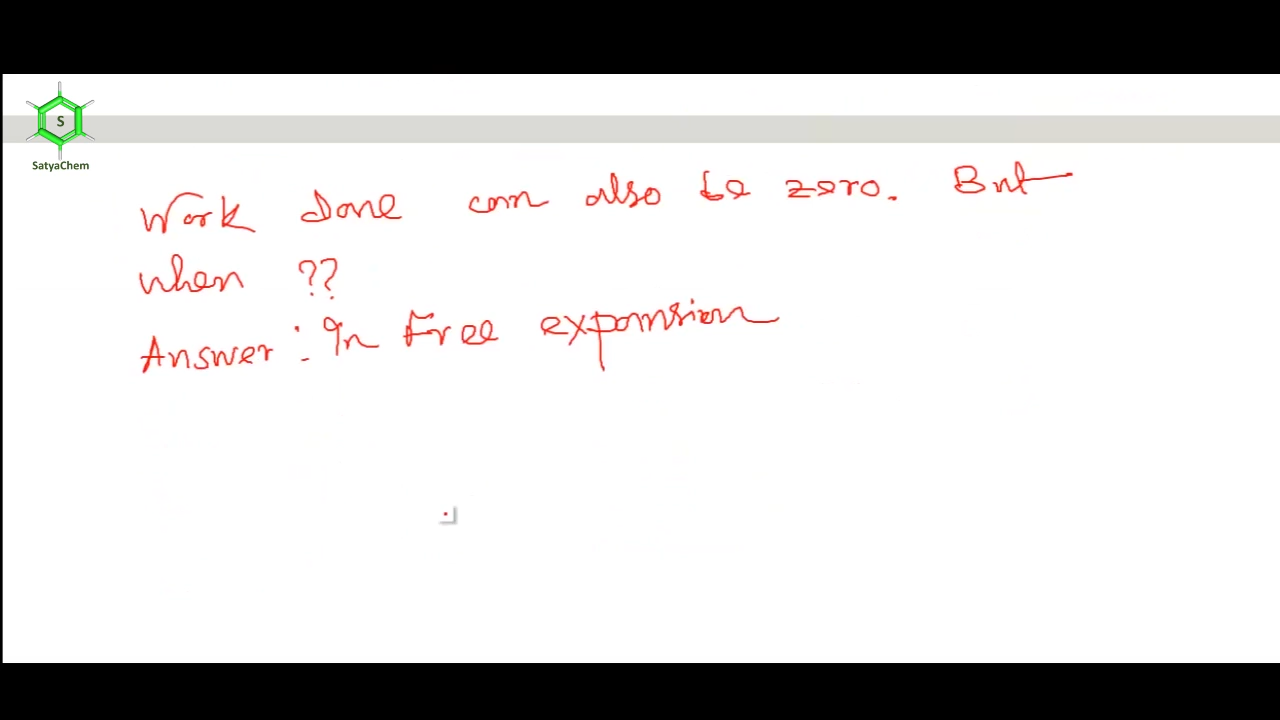 S
SatyaChem
Work done can also be zero. But
when ??
Answer : In Free expansion